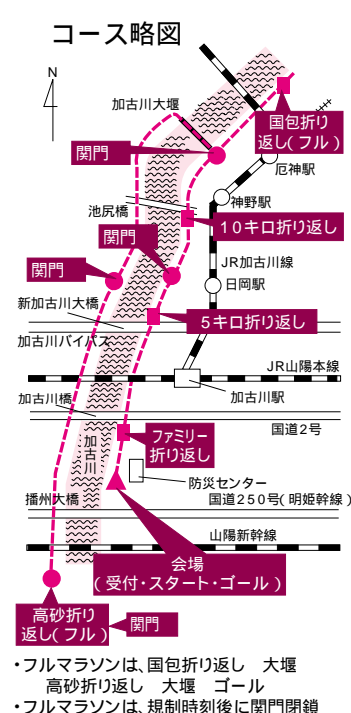 コース略図
N
加古川大堰
国包折り
返し(フル)
関門
厄神駅
神野駅
池尻橋
10キロ折り返し
関門
JR加古川線
関門
日岡駅
新加古川大橋
5キロ折り返し
加古川バイパス
JR山陽本線
加古川橋
加古川駅
国道2号
加古川
ファミリー
折り返し
防災センター
播州大橋
国道250号(明姫幹線)
山陽新幹線
会場
(受付・スタート・ゴール)
高砂折り
返し(フル)
関門
・フルマラソンは、国包折り返し　大堰
高砂折り返し　大堰　ゴール
・フルマラソンは、規制時刻後に関門閉鎖